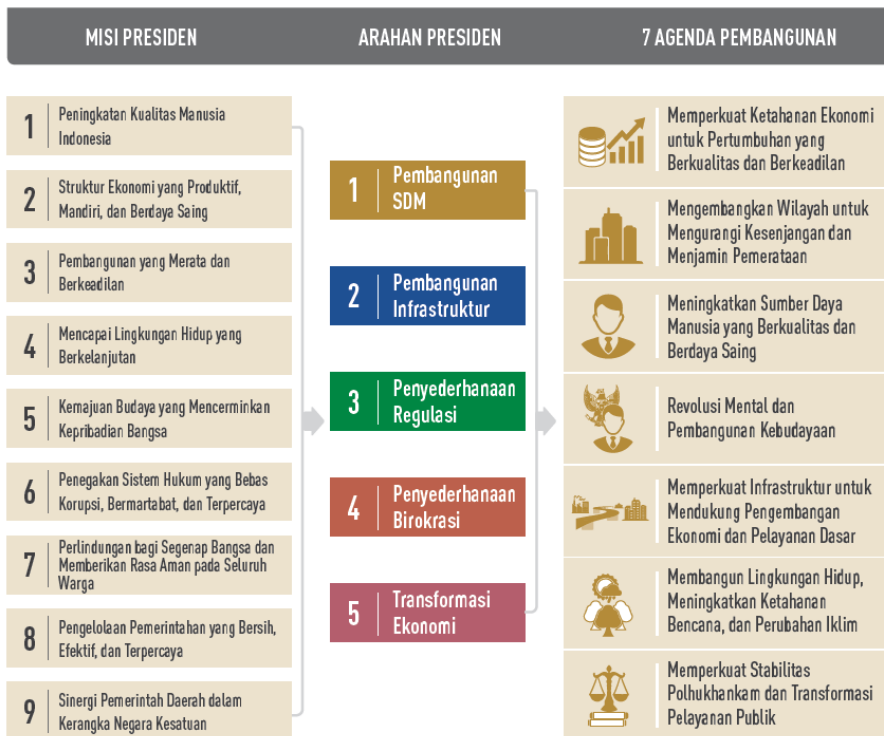 MISI PRESIDEN
ARAHAN PRESIDEN
7 AGENDA PEMBANGUNAN
1
Peningkatan Kualitas Manusia
Indonesia
2
Struktur Ekonomi yang Produktif,
Mandiri, dan Berdaya Saing
3
Pembangunan yang Merata dan
Berkeadilan
4
Mencapai Lingkungan Hidup yang
Berkelanjutan
5
Kemajuan Budaya yang Mencerminkan
Kepribadian Bangsa
6
Penegakan Sistem Hukum yang Bebas
Korupsi, Bermartabat, dan Terpercaya
7
Perlindungan bagi Segenap Bangsa dan
Memberikan Rasa Aman pada Seluruh
Warga
8
Pengelolaan Pemerintahan yang Bersih,
Efektif, dan Terpercaya
9
Sinergi Pemerintah Daerah dalam
Kerangka Negara Kesatuan
1
Pembangunan
SDM
2
Pembangunan
Infrastruktur
3
Penyederhanaan
Regulasi
4
Penyederhanaan
Birokrasi
5
Transformasi
Ekonomi
Memperkuat Ketahanan Ekonomi
untuk Pertumbuhan yang
Berkualitas dan Berkeadilan
Mengembangkan Wilayah untuk
Mengurangi Kesenjangan dan
Menjamin Pemerataan
Meningkatkan Sumber Daya
Manusia yang Berkualitas dan
Berdaya Saing
Revolusi Mental dan
Pembangunan Kebudayaan
Memperkuat Infrastruktur untuk
Mendukung Pengembangan
Ekonomi dan Pelayanan Dasar
Membangun Lingkungan Hidup,
Meningkatkan Ketahanan
Bencana, dan Perubahan Iklim
Memperkuat Stabilitas
Polhukhankam dan Transformasi
Pelayanan Publik